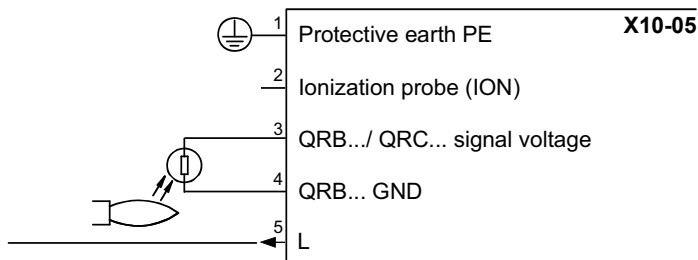 X10-05
1 Protective earth PE
2 Ionization probe (ION)
3 QRB.../ QRC... signal voltage
4 QRB... GND
5 L